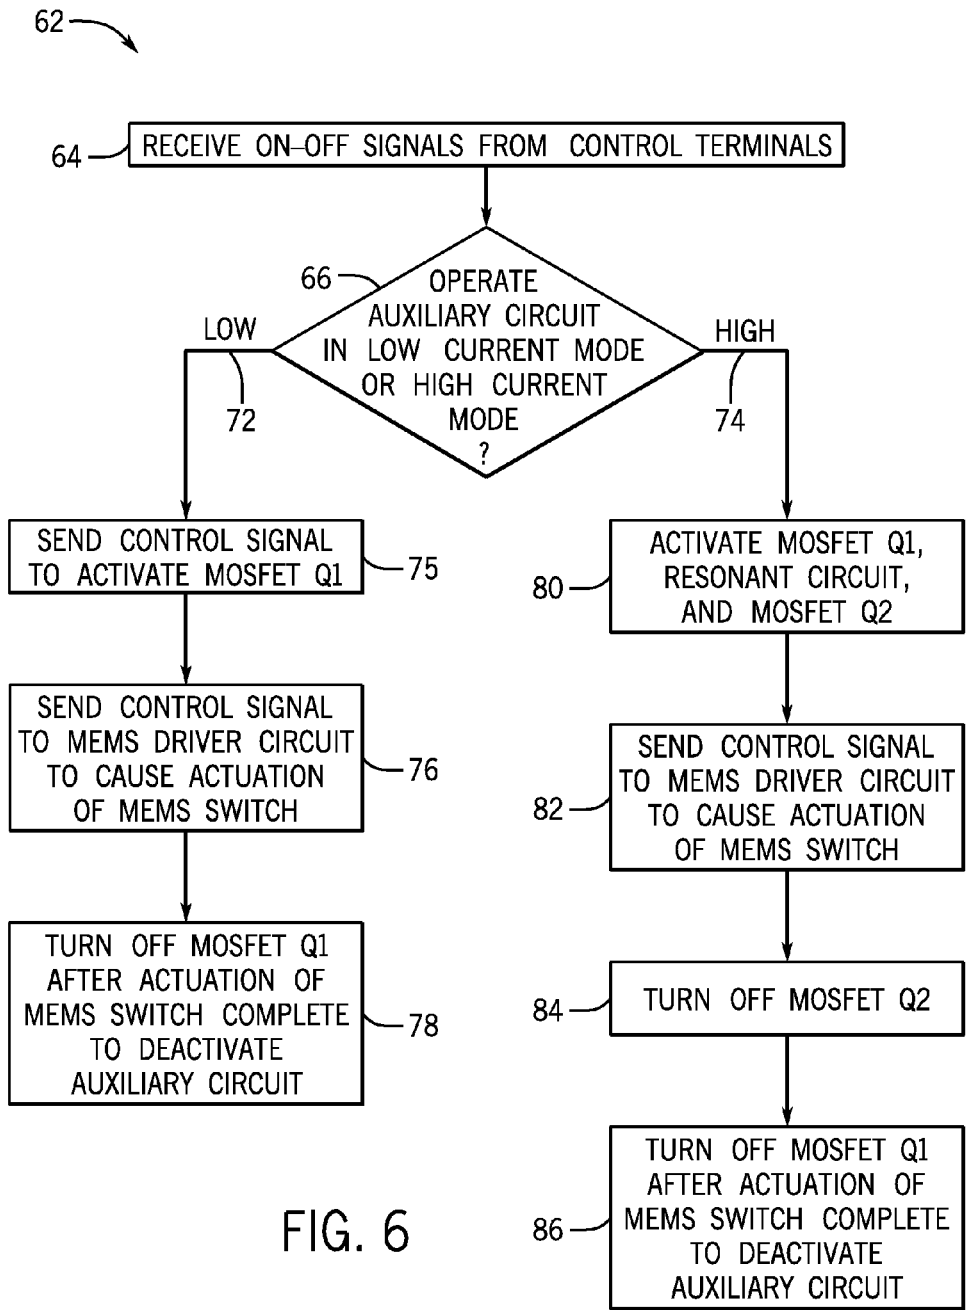 62
64
RECEIVE ON–OFF SIGNALS FROM CONTROL TERMINALS
66
OPERATE
AUXILIARY CIRCUIT
IN LOW CURRENT MODE
OR HIGH CURRENT
MODE
?
LOW
72
HIGH
74
SEND CONTROL SIGNAL
TO ACTIVATE MOSFET Q1
75
SEND CONTROL SIGNAL
TO MEMS DRIVER CIRCUIT
TO CAUSE ACTUATION
OF MEMS SWITCH
76
TURN OFF MOSFET Q1
AFTER ACTUATION OF
MEMS SWITCH COMPLETE
TO DEACTIVATE
AUXILIARY CIRCUIT
78
80
ACTIVATE MOSFET Q1,
RESONANT CIRCUIT,
AND MOSFET Q2
82
SEND CONTROL SIGNAL
TO MEMS DRIVER CIRCUIT
TO CAUSE ACTUATION
OF MEMS SWITCH
84
TURN OFF MOSFET Q2
86
TURN OFF MOSFET Q1
AFTER ACTUATION OF
MEMS SWITCH COMPLETE
TO DEACTIVATE
AUXILIARY CIRCUIT
FIG. 6